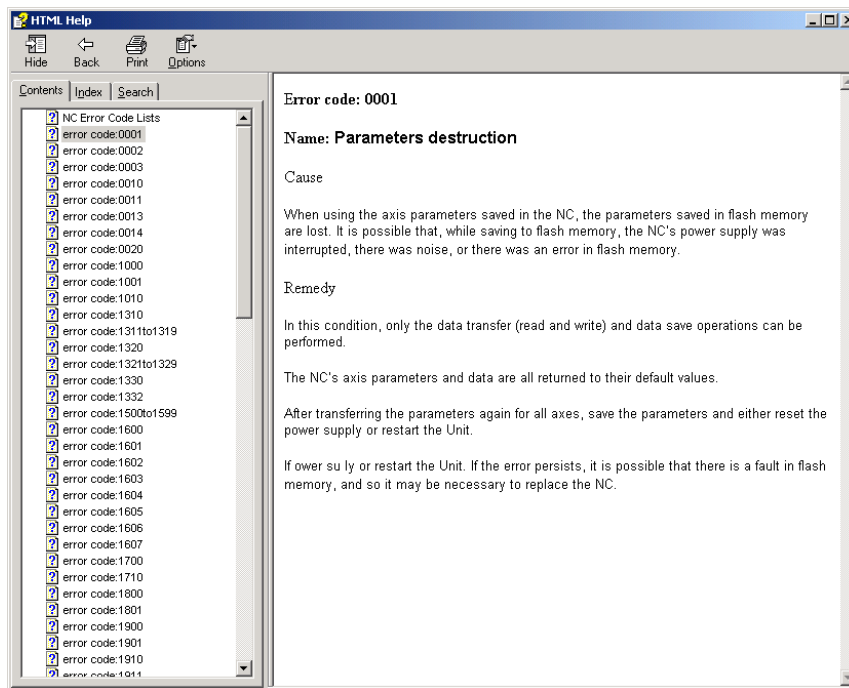 HTML Help
Hide Back Print Options
Contents Index Search
NC Error Code Lists
error code:0001
error code:0002
error code:0003
error code:0010
error code:0011
error code:0013
error code:0014
error code:0020
error code:1000
error code:1001
error code:1010
error code:1310
error code:1311to1319
error code:1320
error code:1321to1329
error code:1330
error code:1332
error code:1500to1599
error code:1600
error code:1601
error code:1602
error code:1603
error code:1604
error code:1605
error code:1606
error code:1607
error code:1700
error code:1710
error code:1800
error code:1801
error code:1900
error code:1901
error code:1910
error code:1911
Error code: 0001
Name: Parameters destruction
Cause
When using the axis parameters saved in the NC, the parameters saved in flash memory
are lost. It is possible that, while saving to flash memory, the NC's power supply was
interrupted, there was noise, or there was an error in flash memory.
Remedy
In this condition, only the data transfer (read and write) and data save operations can be
performed.
The NC's axis parameters and data are all returned to their default values.
After transferring the parameters again for all axes, save the parameters and either reset the
power supply or restart the Unit.
If ower su ly or restart the Unit. If the error persists, it is possible that there is a fault in flash
memory, and so it may be necessary to replace the NC.